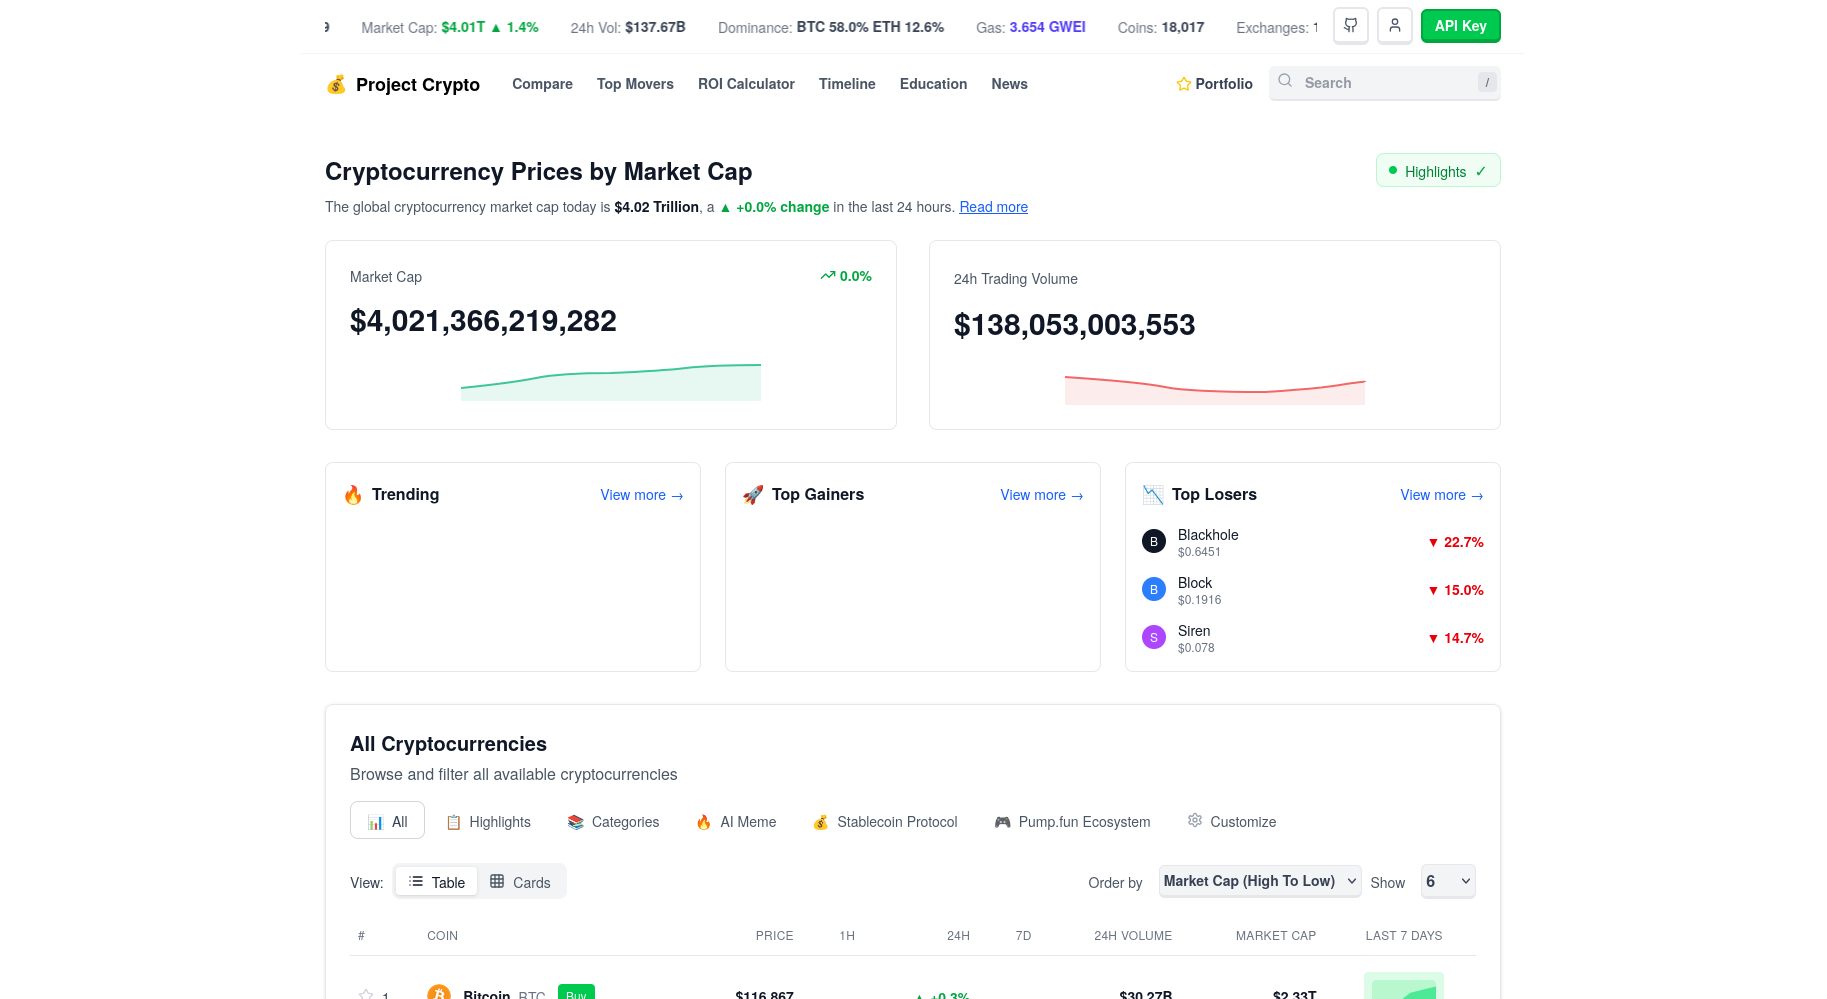 9 Market Cap: $4.01T ▲ 1.4% 24h Vol: $137.67B Dominance: BTC 58.0% ETH 12.6% Gas: 3.654 GWEI Coins: 18,017 Exchanges: 1 API Key
💰 Project Crypto Compare Top Movers ROI Calculator Timeline Education News Portfolio Search /
Cryptocurrency Prices by Market Cap
Highlights ✓
The global cryptocurrency market cap today is $4.02 Trillion, a ▲ +0.0% change in the last 24 hours. Read more
Market Cap 0.0%
$4,021,366,219,282
24h Trading Volume
$138,053,003,553
🔥 Trending View more →
🚀 Top Gainers View more →
📉 Top Losers View more →
B Blackhole ▼ 22.7%
$0.6451
B Block ▼ 15.0%
$0.1916
S Siren ▼ 14.7%
$0.078
All Cryptocurrencies
Browse and filter all available cryptocurrencies
📊 All 📋 Highlights 📚 Categories 🔥 AI Meme 💰 Stablecoin Protocol 🎮 Pump.fun Ecosystem Customize
View: Table Cards Order by Market Cap (High To Low) Show 6
# COIN PRICE 1H 24H 7D 24H VOLUME MARKET CAP LAST 7 DAYS
1 Bitcoin BTC Buy $116,867 ▲ +0.3% $30.27B $2.33T